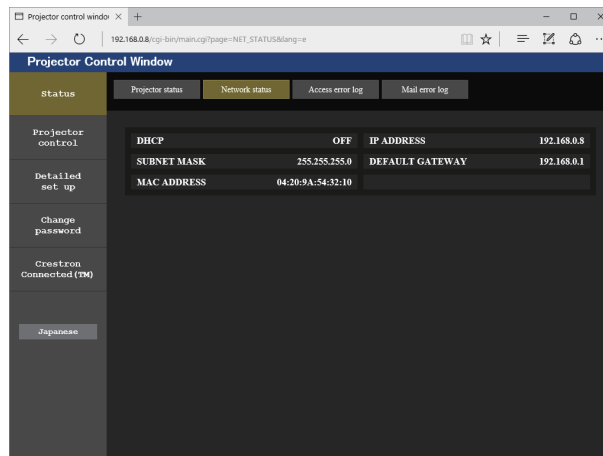 Projector control windo
192.168.0.8/cgi-bin/main.cgi?page=NET_STATUS&lang=e
Projector Control Window
Status
Projector status
Network status
Access error log
Mail error log
Projector
control
Detailed
set up
Change
password
Crestron
Connected(TM)
Japanese
DHCP OFF IP ADDRESS 192.168.0.8
SUBNET MASK 255.255.255.0 DEFAULT GATEWAY 192.168.0.1
MAC ADDRESS 04:20:9A:54:32:10